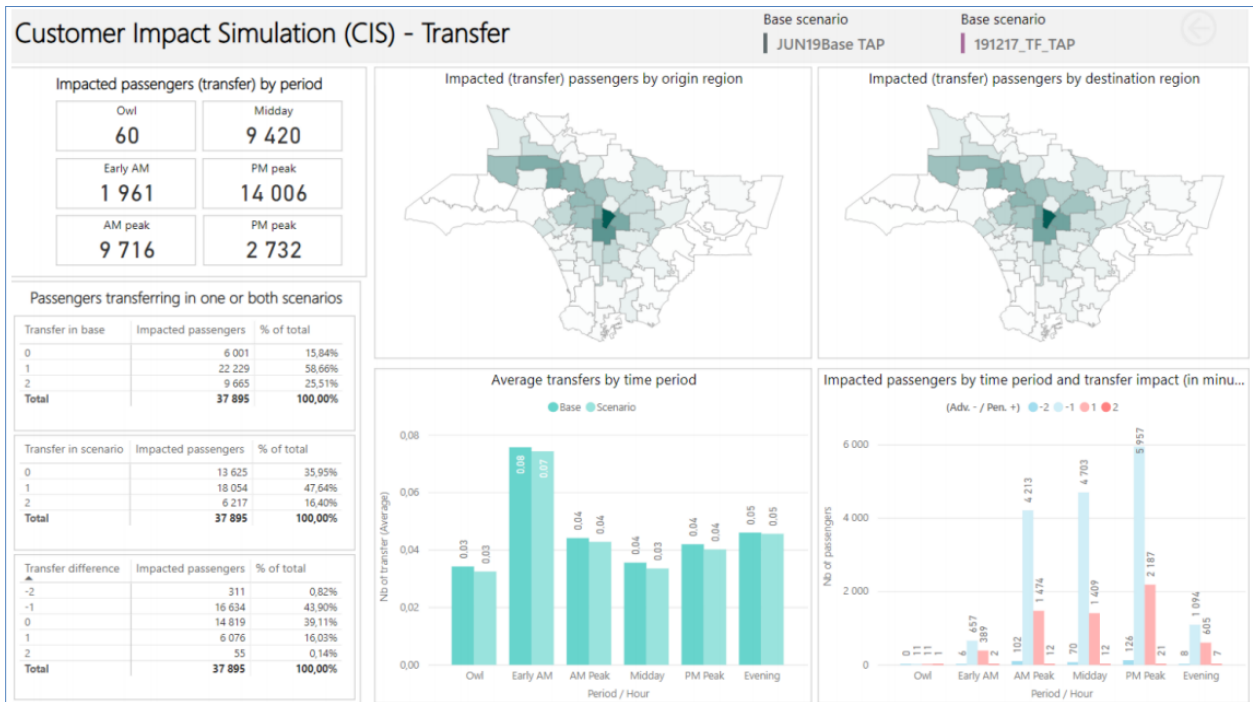 Customer Impact Simulation (CIS) - Transfer
Base scenario
JUN19Base TAP
Base scenario
191217_TF_TAP
Impacted passengers (transfer) by period
Owl
60
Midday
9 420
Early AM
1 961
PM peak
14 006
AM peak
9 716
PM peak
2 732
Passengers transferring in one or both scenarios
Transfer in base Impacted passengers % of total
0 6 001 15,84%
1 22 229 58,66%
2 9 665 25,51%
Total 37 895 100,00%
Transfer in scenario Impacted passengers % of total
0 13 625 35,95%
1 18 054 47,64%
2 6 217 16,40%
Total 37 895 100,00%
Transfer difference Impacted passengers % of total
-2 311 0,82%
-1 16 634 43,90%
0 14 819 39,11%
1 6 076 16,03%
2 55 0,14%
Total 37 895 100,00%
Impacted (transfer) passengers by origin region
Impacted (transfer) passengers by destination region
Average transfers by time period
Base Scenario
Nb of transfer (Average)
0,08
0,06
0,04
0,02
0,00
0,03 0,03 0,08 0,07 0,04 0,04 0,04 0,03 0,04 0,04 0,05 0,05
Owl Early AM AM Peak Midday PM Peak Evening
Period / Hour
Impacted passengers by time period and transfer impact (in minu...
(Adv. - / Pen. +) -2 -1 1 2
Nb of passengers
6 000
4 000
2 000
0
0 11 11 1 6 657 389 2 102 4 213 1 474 12 70 4 703 1 409 12 126 5 957 2 187 21 8 1 094 605 7
Owl Early AM AM Peak Midday PM Peak Evening
Period / Hour